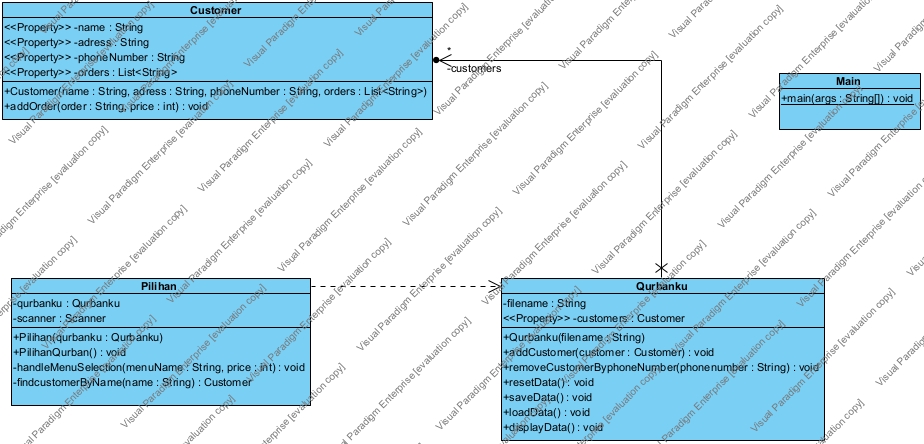 Customer
<<Property>> -name : String
<<Property>> -adress : String
<<Property>> -phoneNumber : String
<<Property>> -orders : List<String>
+Customer(name : String, adress : String, phoneNumber : String, orders : List<String>)
+addOrder(order : String, price : int) : void
*
-customers
Main
+main(args : String[]) : void
Pilihan
-qurbanku : Qurbanku
-scanner : Scanner
+Pilihan(qurbanku : Qurbanku)
+PilihanQurban() : void
-handleMenuSelection(menuName : String, price : int) : void
-findcustomerByName(name : String) : Customer
Qurbanku
-filename : String
<<Property>> -customers : Customer
+Qurbanku(filename : String)
+addCustomer(customer : Customer) : void
+removeCustomerByphoneNumber(phonenumber : String) : void
+resetData() : void
+saveData() : void
+loadData() : void
+displayData() : void
Visual Paradigm Enterprise [evaluation copy]